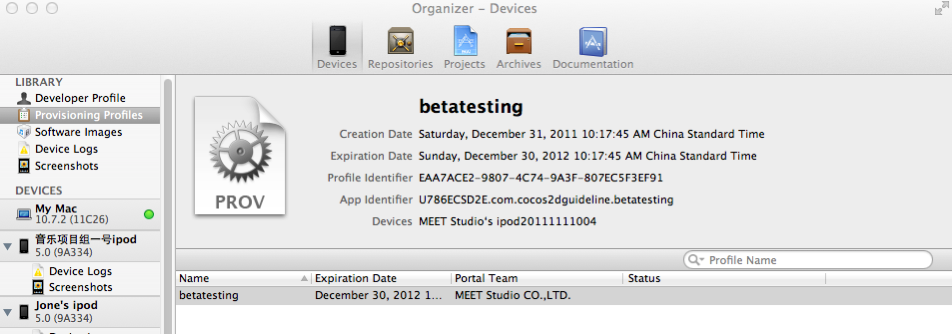 Organizer – Devices
Devices Repositories Projects Archives Documentation
LIBRARY
Developer Profile
Provisioning Profiles
Software Images
Device Logs
Screenshots
DEVICES
My Mac
10.7.2 (11C26)
音乐项目组一号ipod
5.0 (9A334)
Device Logs
Screenshots
Jone's ipod
5.0 (9A334)
PROV
betatesting
Creation Date Saturday, December 31, 2011 10:17:45 AM China Standard Time
Expiration Date Sunday, December 30, 2012 10:17:45 AM China Standard Time
Profile Identifier EAA7ACE2-9807-4C74-9A3F-807EC5F3EF91
App Identifier U786ECSD2E.com.cocos2dguideline.betatesting
Devices MEET Studio's ipod20111111004
Profile Name
Name Expiration Date Portal Team Status
betatesting December 30, 2012 1... MEET Studio CO.,LTD.